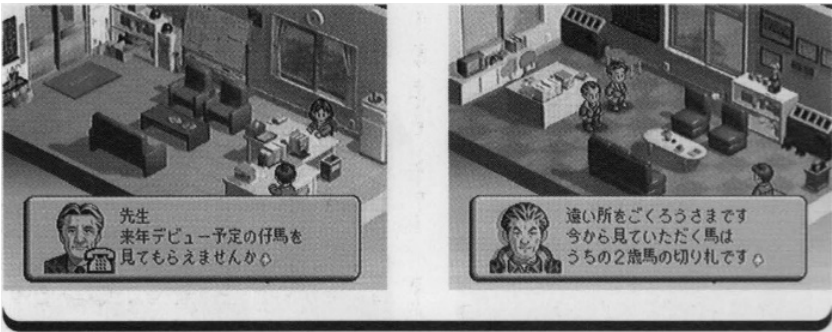 先生
来年デビュー予定の仔馬を
見てもらえませんか
遠い所をごくろうさまです
今から見ていただく馬は
うちの2歳馬の切り札です